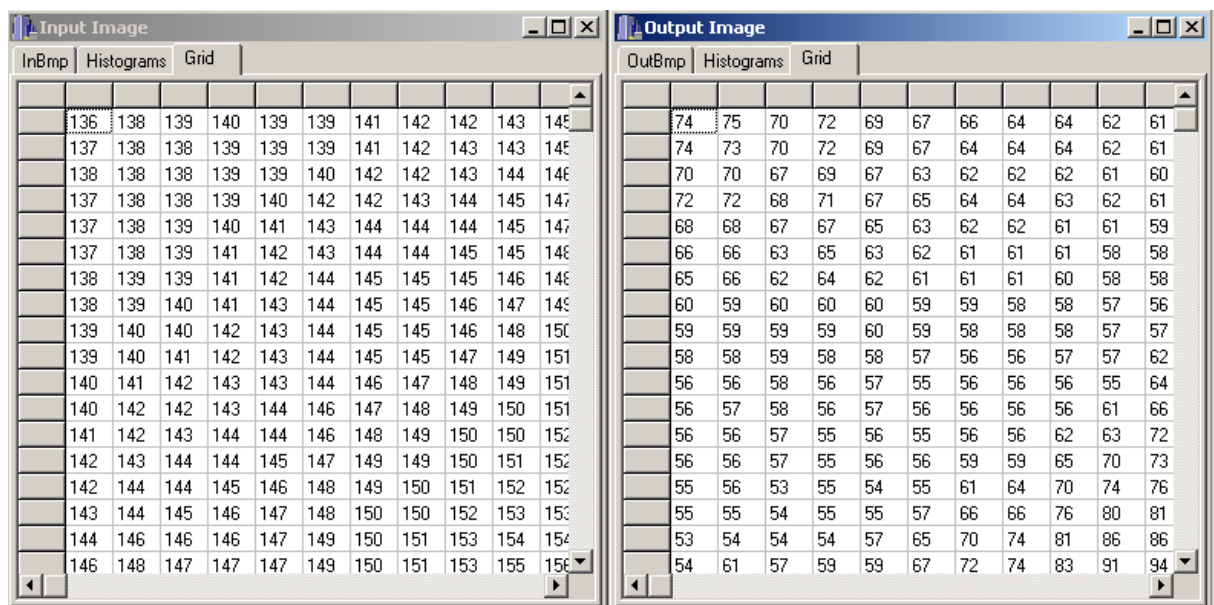 Input Image
InBmp Histograms Grid
136 138 139 140 139 139 141 142 142 143 145
137 138 138 139 139 139 141 142 143 143 145
138 138 138 139 139 140 142 142 143 144 146
137 138 138 139 140 142 142 143 144 145 147
137 138 139 140 141 143 144 144 144 145 147
137 138 139 141 142 143 144 144 145 145 148
138 139 139 141 142 144 145 145 145 146 148
138 139 140 141 143 144 145 145 146 147 149
139 140 140 142 143 144 145 145 146 148 150
139 140 141 142 143 144 145 145 147 149 151
140 141 142 143 143 144 146 147 148 149 151
140 142 142 143 144 146 147 148 149 150 151
141 142 143 144 144 146 148 149 150 150 152
142 143 144 144 145 147 149 149 150 151 152
142 144 144 145 146 148 149 150 151 152 152
143 144 145 146 147 148 150 150 152 153 153
144 146 146 146 147 149 150 151 153 154 154
146 148 147 147 147 149 150 151 153 155 156
Output Image
OutBmp Histograms Grid
74 75 70 72 69 67 66 64 64 62 61
74 73 70 72 69 67 64 64 64 62 61
70 70 67 69 67 63 62 62 62 61 60
72 72 68 71 67 65 64 64 63 62 61
68 68 67 67 65 63 62 62 61 61 59
66 66 63 65 63 62 61 61 61 58 58
65 66 62 64 62 61 61 61 60 58 58
60 59 60 60 60 59 59 58 58 57 56
59 59 59 59 60 59 58 58 58 57 57
58 58 59 58 58 57 56 56 57 57 62
56 56 58 56 57 55 56 56 56 55 64
56 57 58 56 57 56 56 56 56 61 66
56 56 57 55 56 55 56 56 62 63 72
56 56 57 55 56 56 59 59 65 70 73
55 56 53 55 54 55 61 64 70 74 76
55 55 54 55 55 57 66 66 76 80 81
53 54 54 54 57 65 70 74 81 86 86
54 61 57 59 59 67 72 74 83 91 94